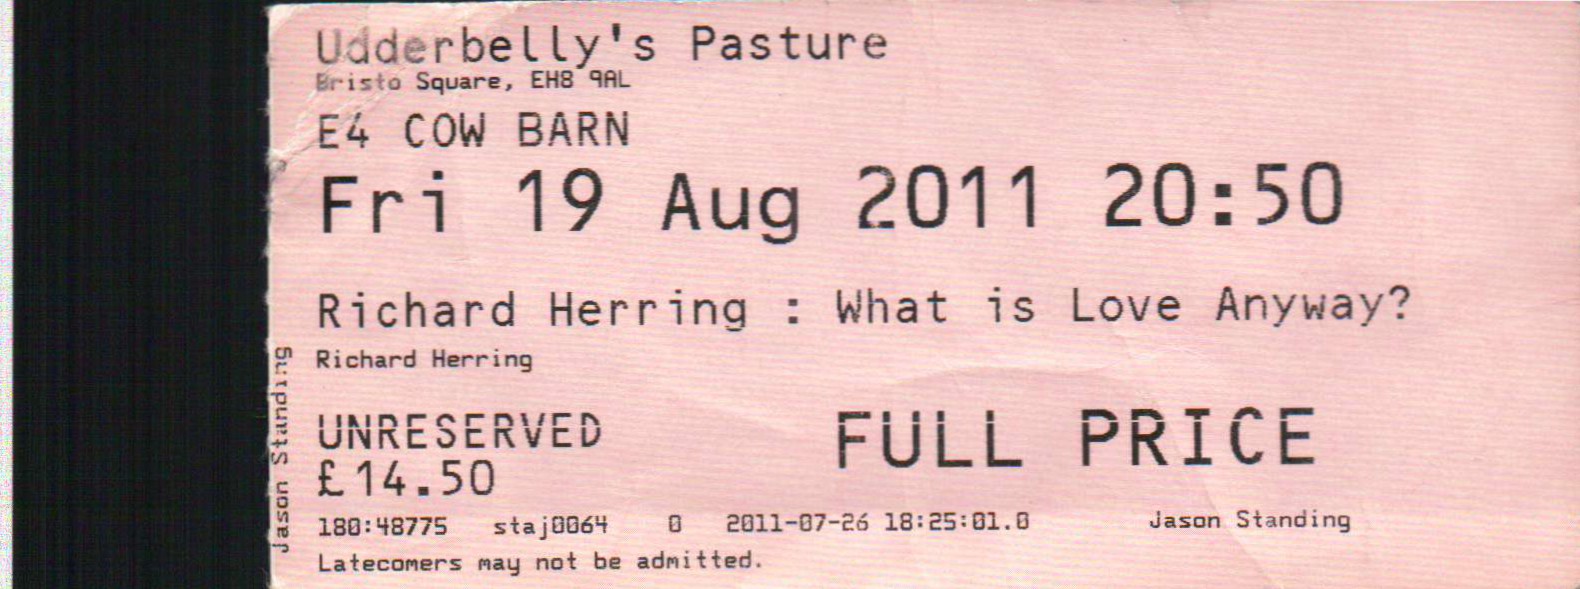 Udderbelly's Pasture
Bristo Square, EH8 9AL
E4 COW BARN
Fri 19 Aug 2011 20:50
Richard Herring : What is Love Anyway?
Richard Herring
UNRESERVED
FULL PRICE
£14.50
180:48775 staj0064 0 2011-07-26 18:25:01.0 Jason Standing
Latecomers may not be admitted.
Jason Standing